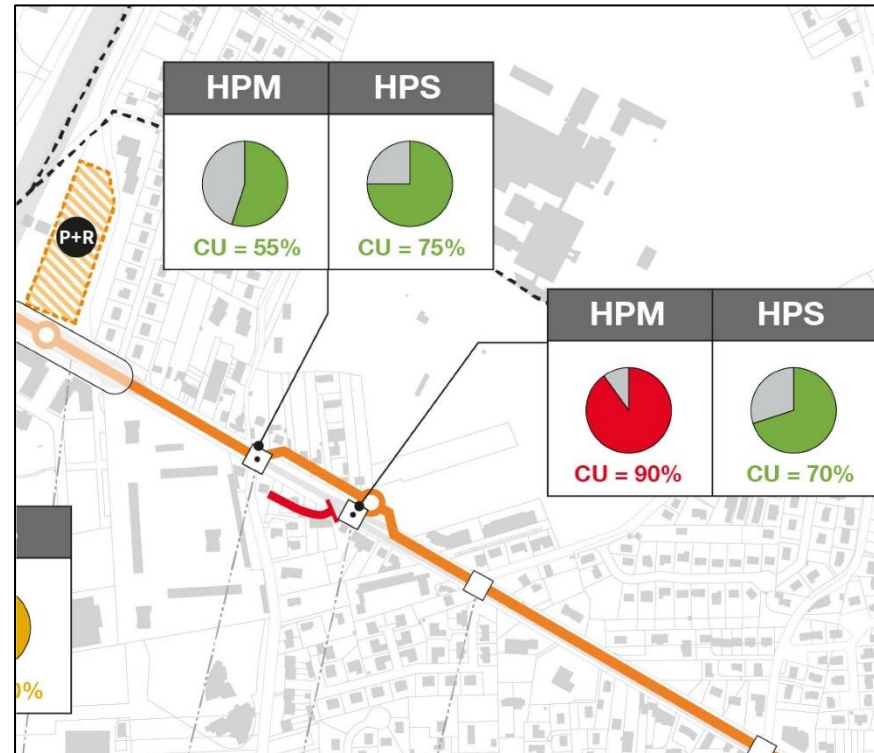 HPM HPS
CU = 55% CU = 75%
P+R
HPM HPS
CU = 90% CU = 70%